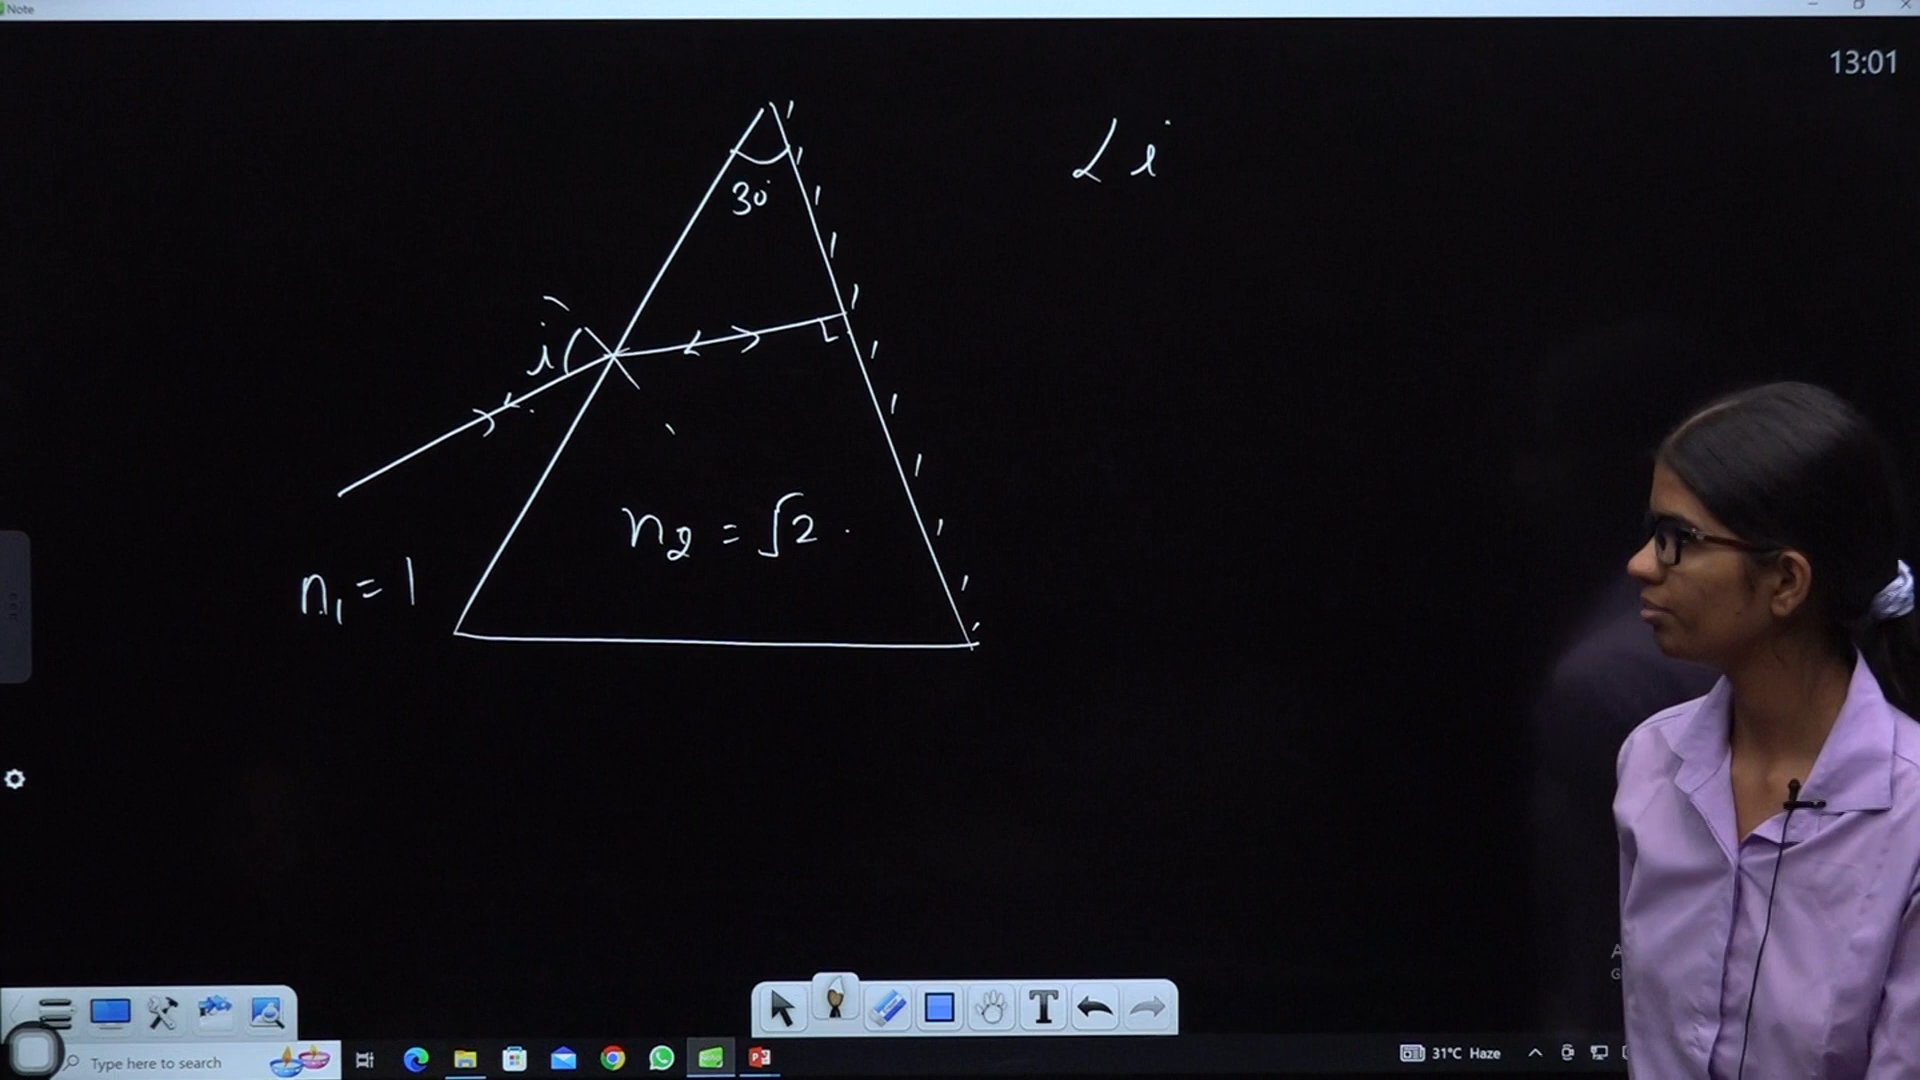 Note
13:01
∠ i
30°
i
n₂ = √2
n₁ = 1
A
G
Type here to search
31°C Haze